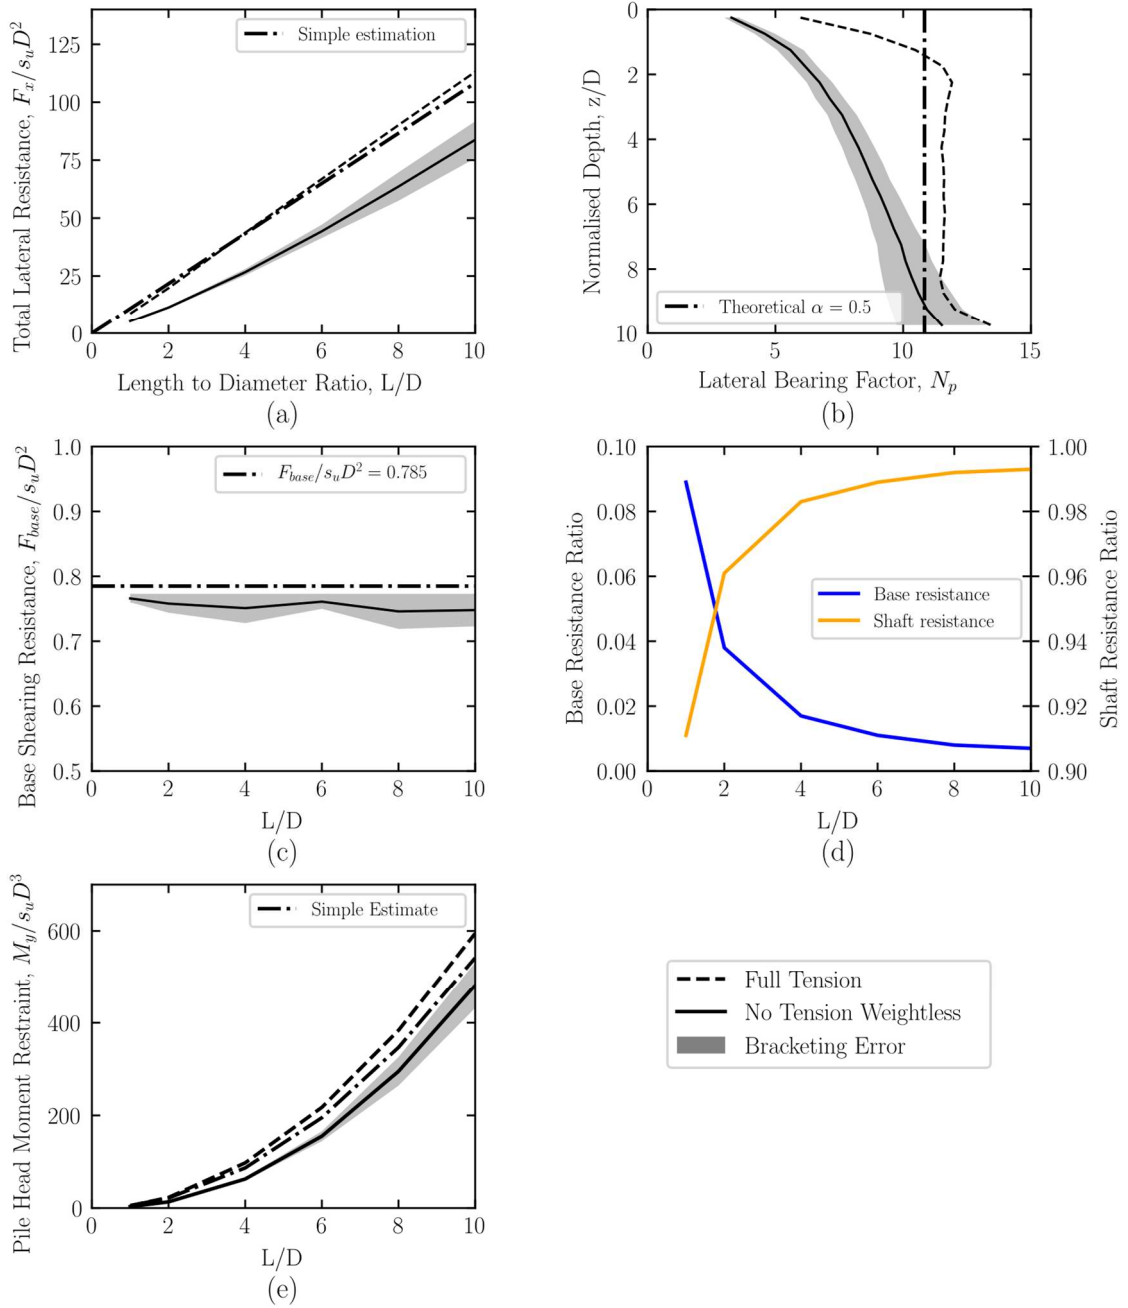 Total Lateral Resistance, F_x/s_uD^2
125
100
75
50
25
0
Simple estimation
0 2 4 6 8 10
Length to Diameter Ratio, L/D
(a)
Normalised Depth, z/D
0
2
4
6
8
10
Theoretical α = 0.5
0 5 10 15
Lateral Bearing Factor, N_p
(b)
Base Shearing Resistance, F_base/s_uD^2
1.0
0.9
0.8
0.7
0.6
0.5
F_base/s_uD^2 = 0.785
0 2 4 6 8 10
L/D
(c)
Base Resistance Ratio
0.10
0.08
0.06
0.04
0.02
0.00
Base resistance
Shaft resistance
1.00
0.98
0.96
0.94
0.92
0.90
Shaft Resistance Ratio
0 2 4 6 8 10
L/D
(d)
Pile Head Moment Restraint, M_y/s_uD^3
600
400
200
0
Simple Estimate
0 2 4 6 8 10
L/D
(e)
Full Tension
No Tension Weightless
Bracketing Error